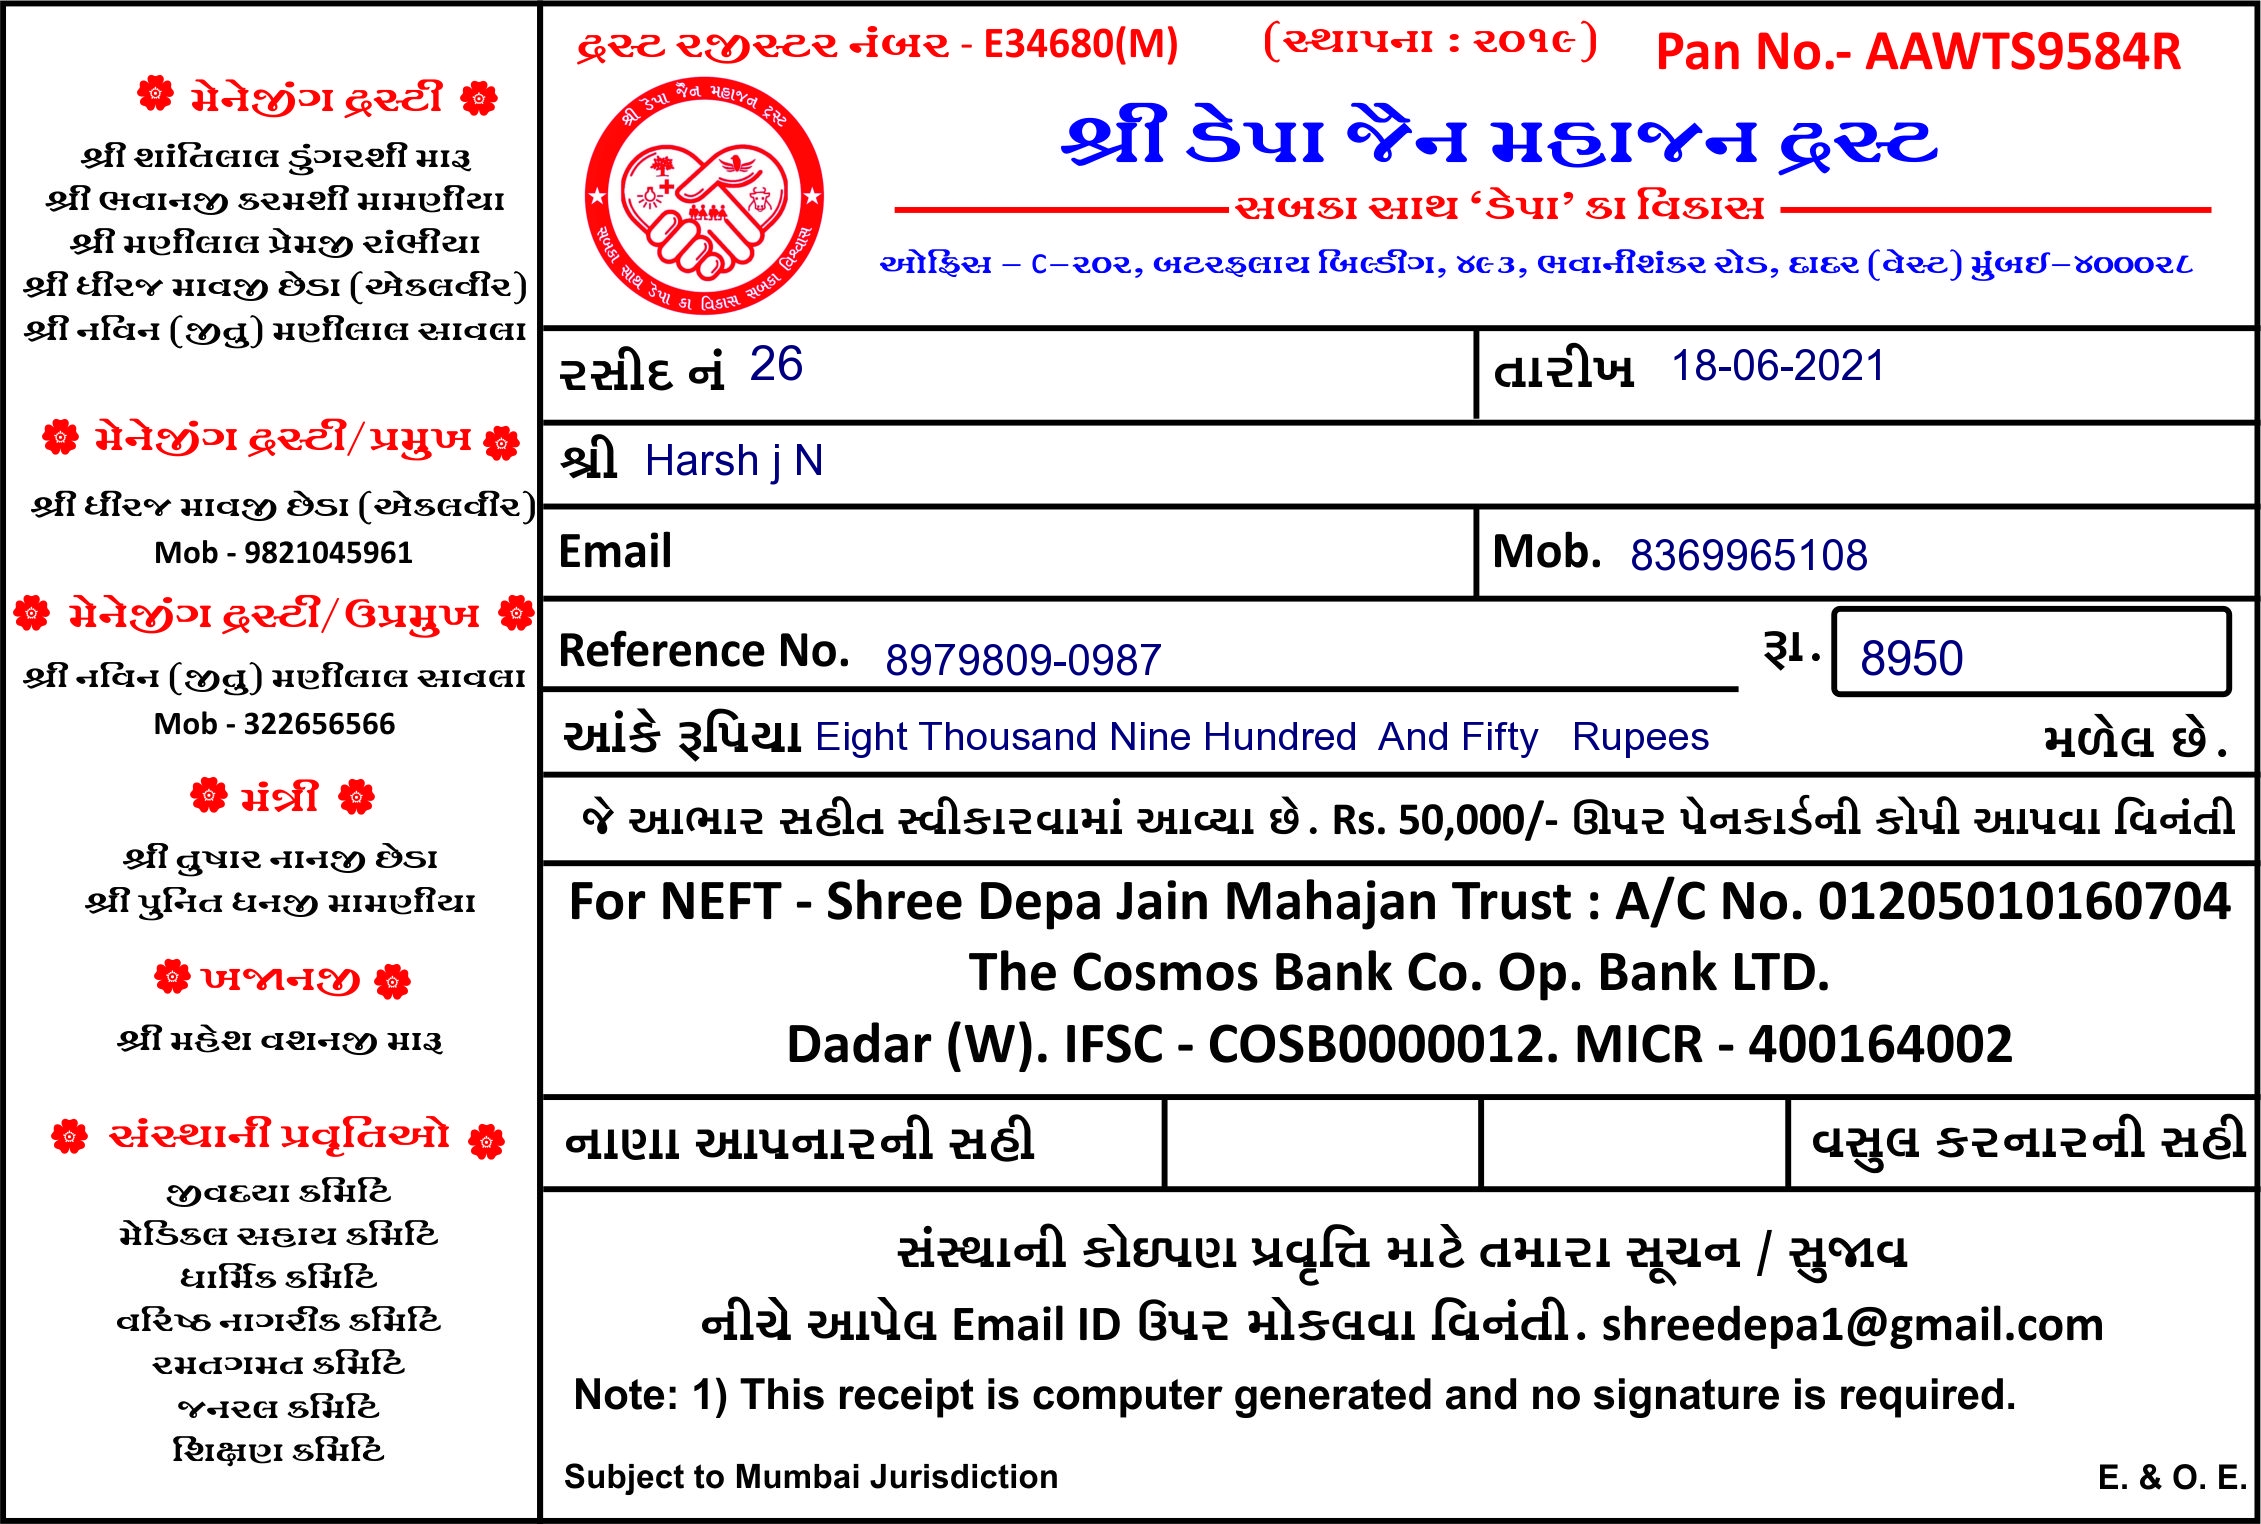 મેનેજીંગ ટ્રસ્ટી
શ્રી શાંતિલાલ ડુંગરશી મારૂ
શ્રી ભવાનજી કરમશી મામણીયા
શ્રી મણીલાલ પ્રેમજી રાંભીયા
શ્રી ધીરજ માવજી છેડા (એકલવીર)
શ્રી નવિન (જીતુ) મણીલાલ સાવલા
મેનેજીંગ ટ્રસ્ટી/પ્રમુખ
શ્રી ધીરજ માવજી છેડા (એકલવીર)
Mob - 9821045961
મેનેજીંગ ટ્રસ્ટી/ઉપ્રમુખ
શ્રી નવિન (જીતુ) મણીલાલ સાવલા
Mob - 322656566
મંત્રી
શ્રી તુષાર નાનજી છેડા
શ્રી પુનિત ધનજી મામણીયા
ખજાનજી
શ્રી મહેશ વશનજી મારૂ
સંસ્થાની પ્રવૃતિઓ
જીવદયા કમિટિ
મેડિકલ સહાય કમિટિ
ધાર્મિક કમિટિ
વરિષ્ઠ નાગરીક કમિટિ
રમતગમત કમિટિ
જનરલ કમિટિ
શિક્ષણ કમિટિ
ટ્રસ્ટ રજીસ્ટર નંબર - E34680(M) (સ્થાપના : ૨૦૧૯) Pan No.- AAWTS9584R
શ્રી ડેપા જૈન મહાજન ટ્રસ્ટ
સબકા સાથ ડેપા કા વિકાસ સબકા વિશ્વાસ
શ્રી ડેપા જૈન મહાજન ટ્રસ્ટ
સબકા સાથ ‘ડેપા’ કા વિકાસ
ઓફિસ – C–૨૦૨, બટરફલાય બિલ્ડીંગ, ૪૯૩, ભવાનીશંકર રોડ, દાદર (વેસ્ટ) મુંબઇ–૪૦૦૦૨૮
રસીદ નં 26 તારીખ 18-06-2021
શ્રી Harsh j N
Email Mob. 8369965108
Reference No. 8979809-0987 રૂા. 8950
આંકે રૂપિયા Eight Thousand Nine Hundred And Fifty Rupees મળેલ છે.
જે આભાર સહીત સ્વીકારવામાં આવ્યા છે. Rs. 50,000/- ઊપર પેનકાર્ડની કોપી આપવા વિનંતી
For NEFT - Shree Depa Jain Mahajan Trust : A/C No. 01205010160704
The Cosmos Bank Co. Op. Bank LTD.
Dadar (W). IFSC - COSB0000012. MICR - 400164002
નાણા આપનારની સહી વસુલ કરનારની સહી
સંસ્થાની કોઇપણ પ્રવૃત્તિ માટે તમારા સૂચન / સુજાવ
નીચે આપેલ Email ID ઉપર મોકલવા વિનંતી. shreedepa1@gmail.com
Note: 1) This receipt is computer generated and no signature is required.
Subject to Mumbai Jurisdiction E. & O. E.